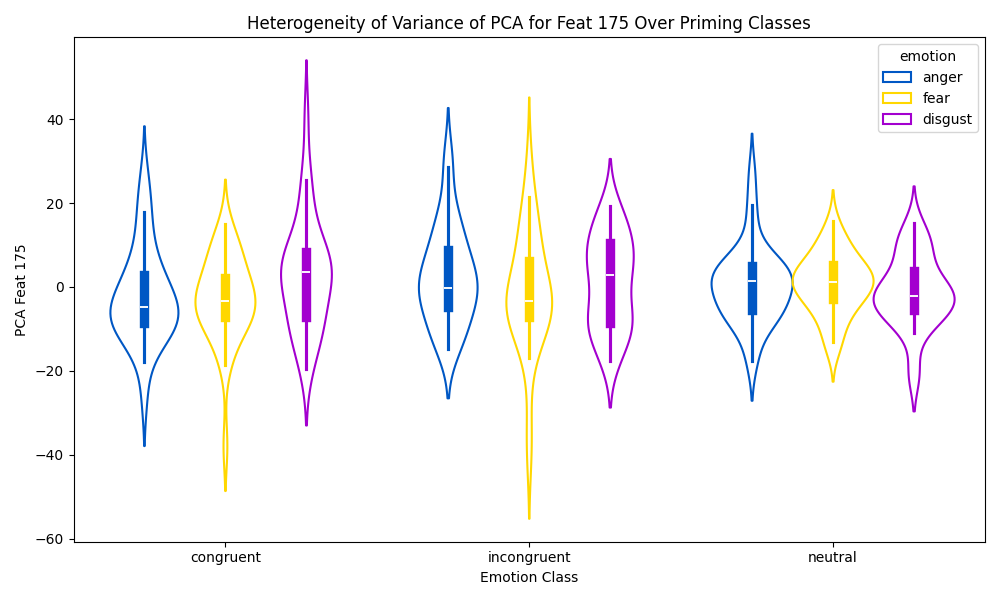 Heterogeneity of Variance of PCA for Feat 175 Over Priming Classes
emotion
anger
fear
disgust
40
20
0
−20
−40
−60
PCA Feat 175
congruent
incongruent
neutral
Emotion Class